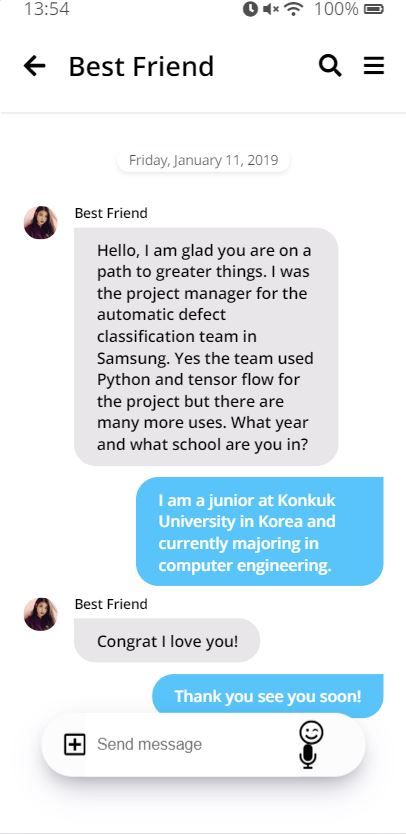 13:54
100%
Best Friend
Friday, January 11, 2019
Best Friend
Hello, I am glad you are on a
path to greater things. I was
the project manager for the
automatic defect
classification team in
Samsung. Yes the team used
Python and tensor flow for
the project but there are
many more uses. What year
and what school are you in?
I am a junior at Konkuk
University in Korea and
currently majoring in
computer engineering.
Best Friend
Congrat I love you!
Thank you see you soon!
Send message